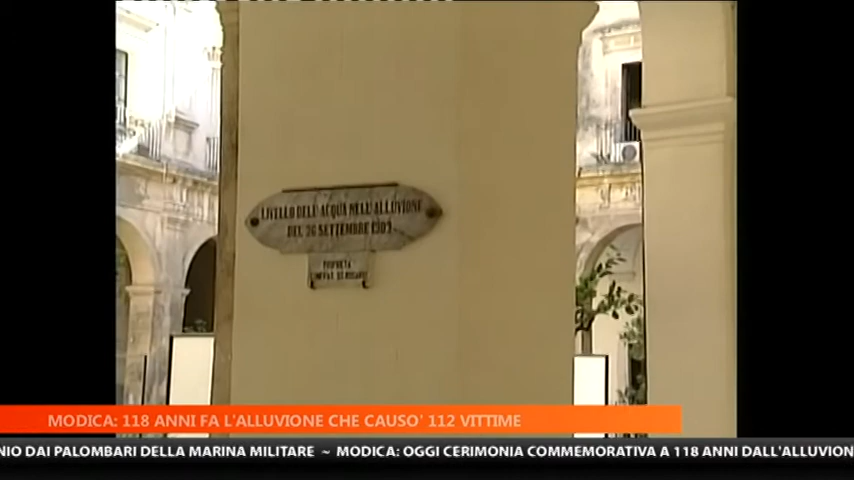 LIVELLO DELL'ACQUA NELL'ALLUVIONE
DEL 26 SETTEMBRE 1902
MODICA: 118 ANNI FA L'ALLUVIONE CHE CAUSO' 112 VITTIME
NIO DAI PALOMBARI DELLA MARINA MILITARE ~ MODICA: OGGI CERIMONIA COMMEMORATIVA A 118 ANNI DALL'ALLUVION